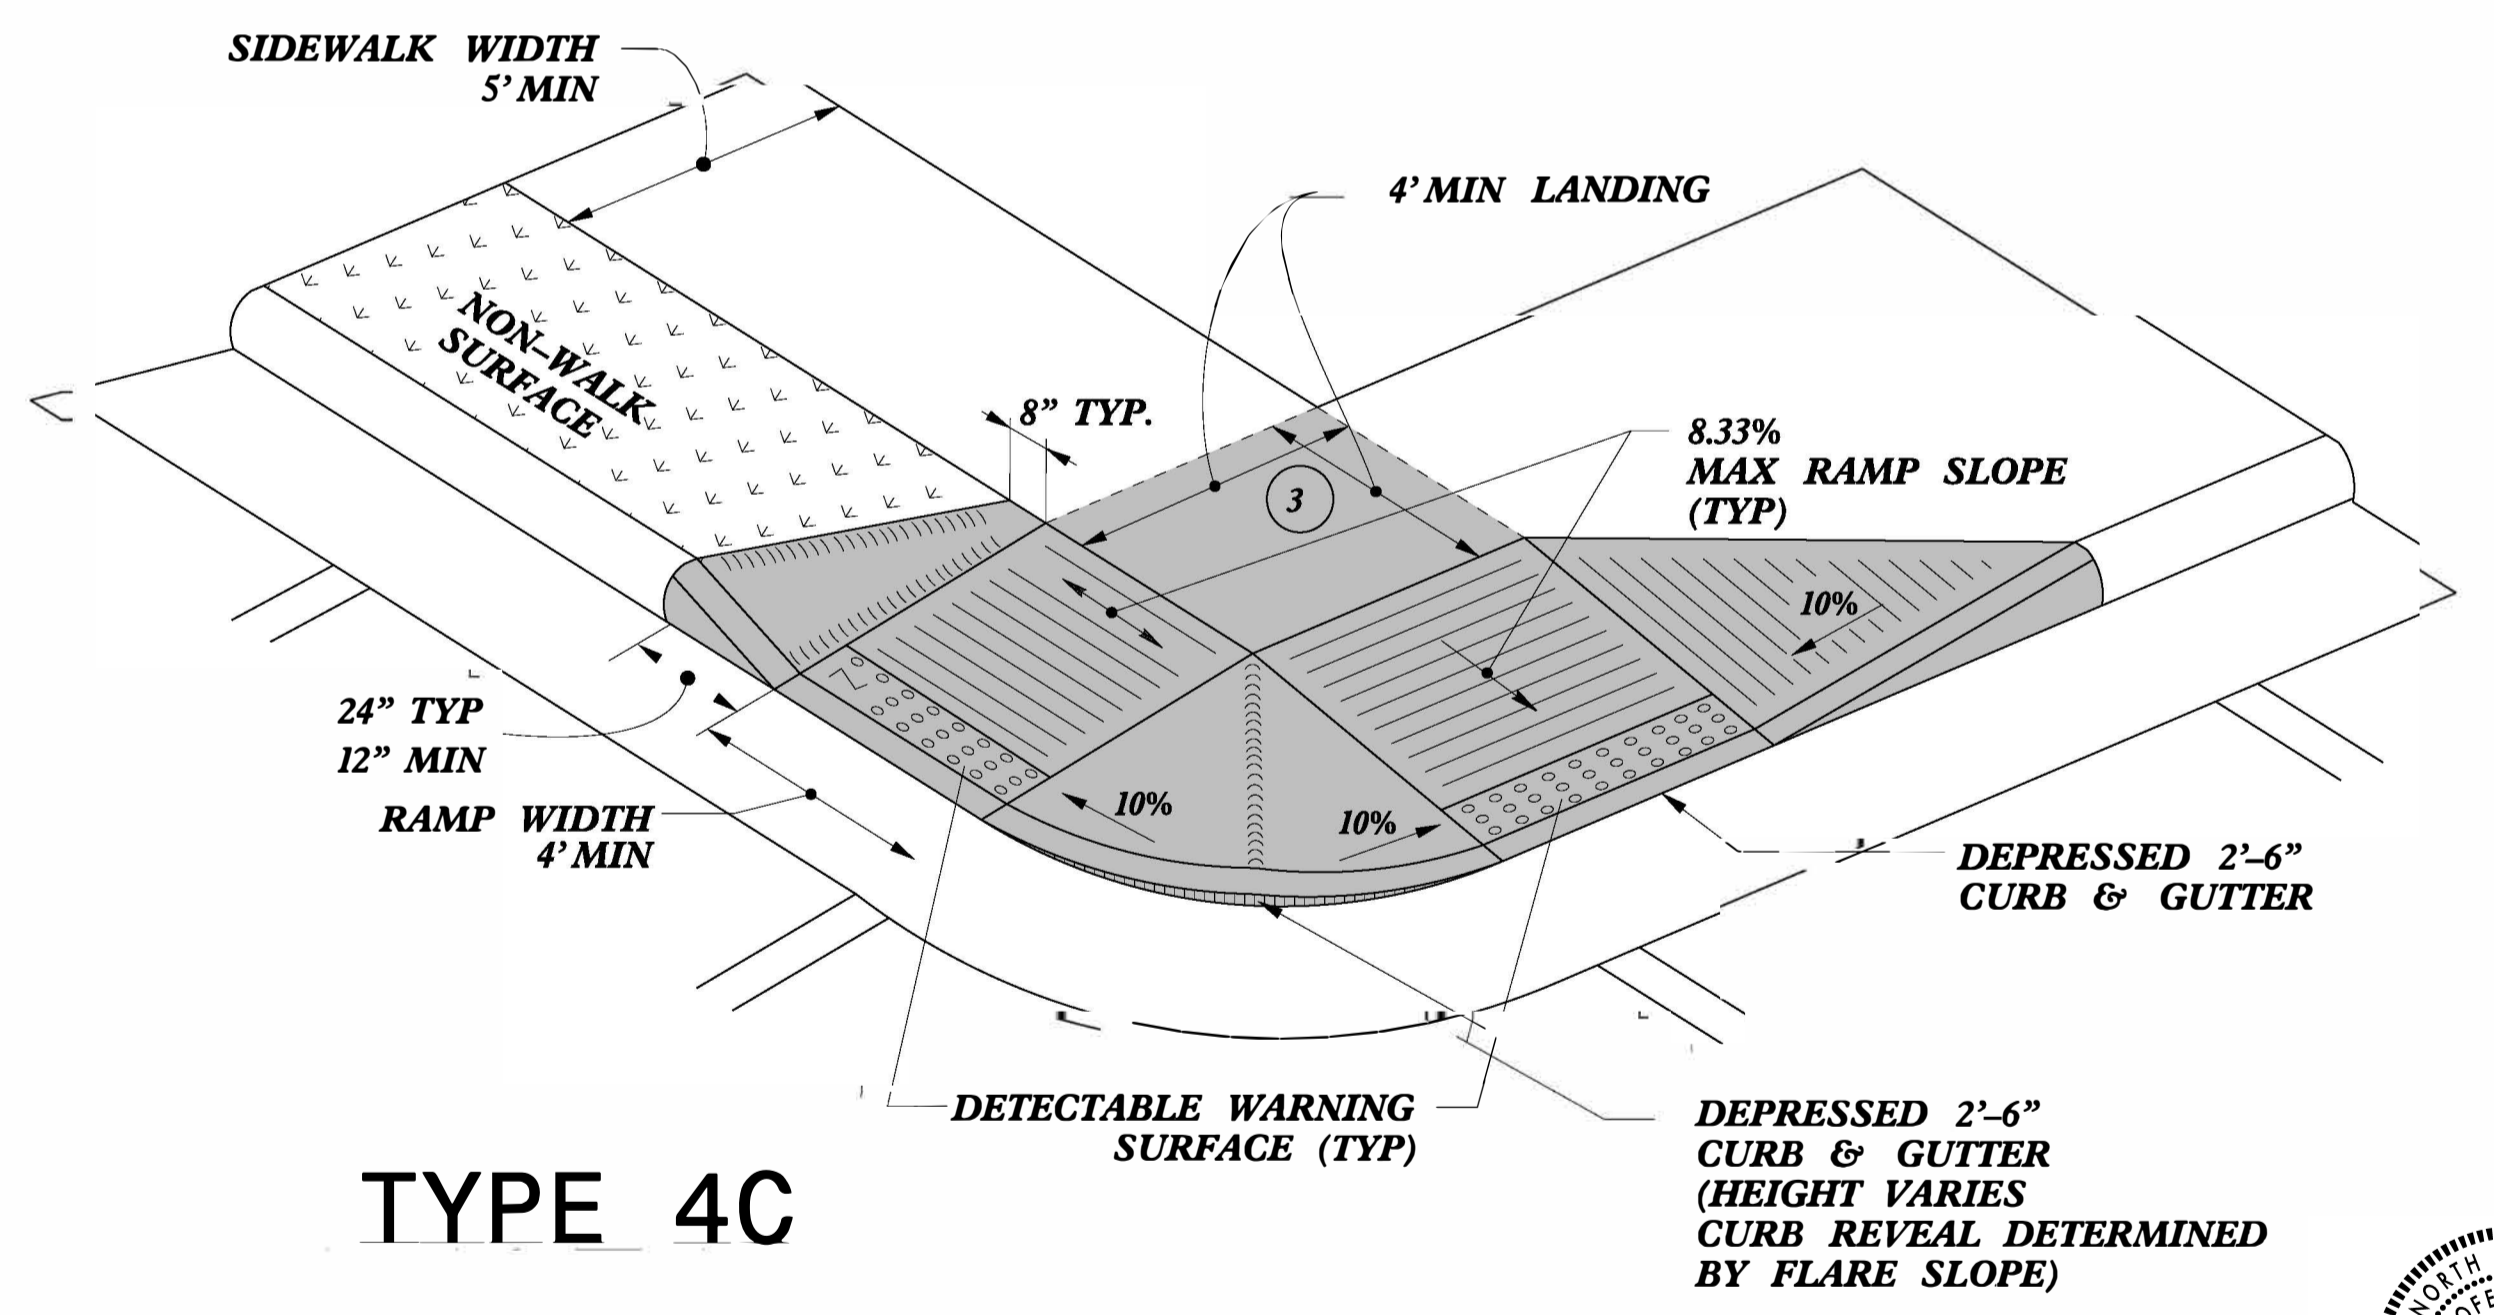 SIDEWALK WIDTH
5' MIN
4' MIN LANDING
NON-WALK
SURFACE
8" TYP.
8.33%
MAX RAMP SLOPE
(TYP)
3
10%
24" TYP
12" MIN
RAMP WIDTH
4' MIN
10%
10%
DEPRESSED 2'-6"
CURB & GUTTER
DETECTABLE WARNING
SURFACE (TYP)
DEPRESSED 2'-6"
CURB & GUTTER
(HEIGHT VARIES
CURB REVEAL DETERMINED
BY FLARE SLOPE)
TYPE 4C
NORTH